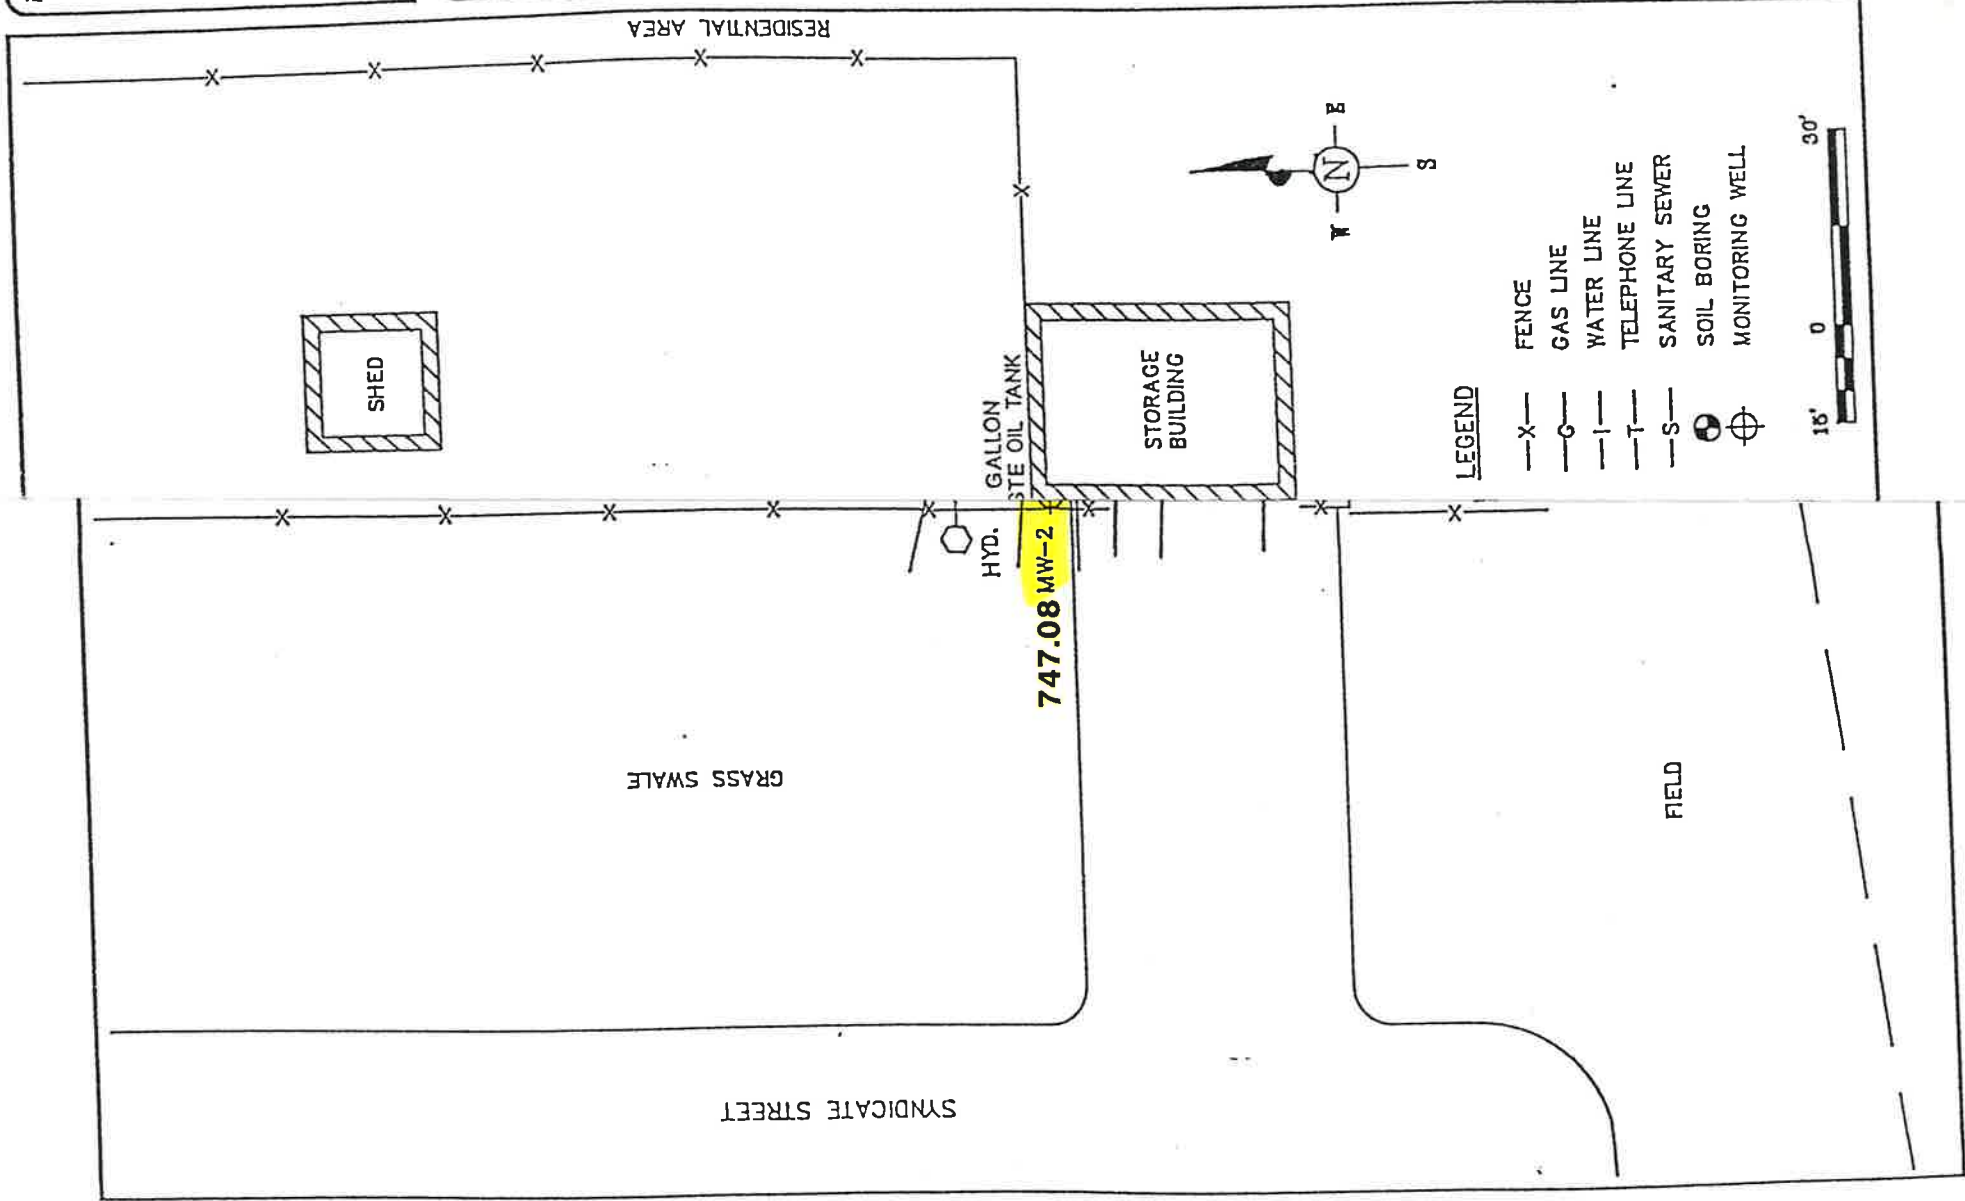 RESIDENTIAL AREA
SHED
GALLON
STE OIL TANK
STORAGE
BUILDING
HYD.
747.08 MW-2
GRASS SWALE
SYNDICATE STREET
FIELD
N
E
S
W
LEGEND
—X— FENCE
—G— GAS LINE
—I— WATER LINE
—T— TELEPHONE LINE
—S— SANITARY SEWER
SOIL BORING
MONITORING WELL
15' 0 30'